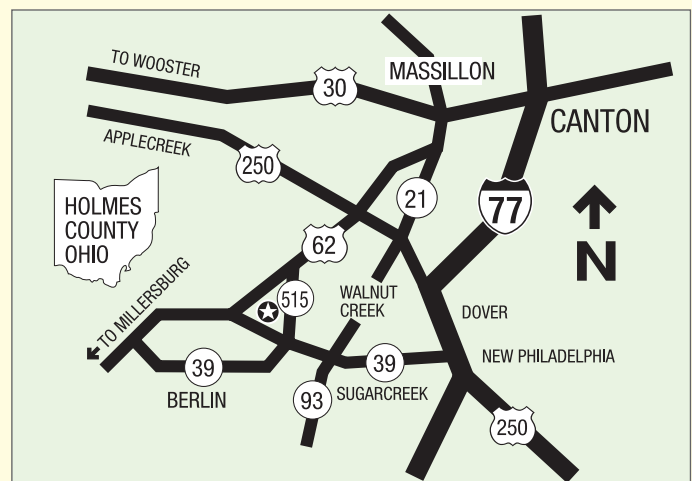 TO WOOSTER
MASSILLON
30
CANTON
APPLECREEK
250
21
77
HOLMES
COUNTY
OHIO
62
N
TO MILLERSBURG
515
WALNUT
CREEK
DOVER
NEW PHILADELPHIA
39
39
BERLIN
93
SUGARCREEK
250